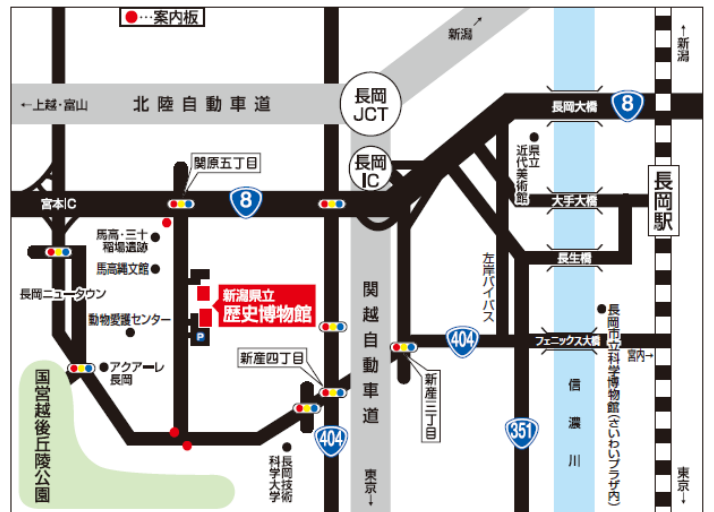 ●…案内板
新潟
←新潟
←上越・富山
北陸自動車道
長岡
JCT
長岡大橋
8
県立
近代美術館
関原五丁目
長岡
IC
長岡駅
宮本IC
8
大手大橋
馬高・三十
稲場遺跡
馬高縄文館
長生橋
左岸バイパス
長岡ニュータウン
新潟県立
歴史博物館
関越自動車道
動物愛護センター
P
404
フェニックス大橋
宮内→
長岡市立科学博物館(さいわいプラザ内)
新産四丁目
アクアーレ
長岡
新産三丁目
国営越後丘陵公園
信濃川
404
351
長岡技術
科学大学
東京→
東京→